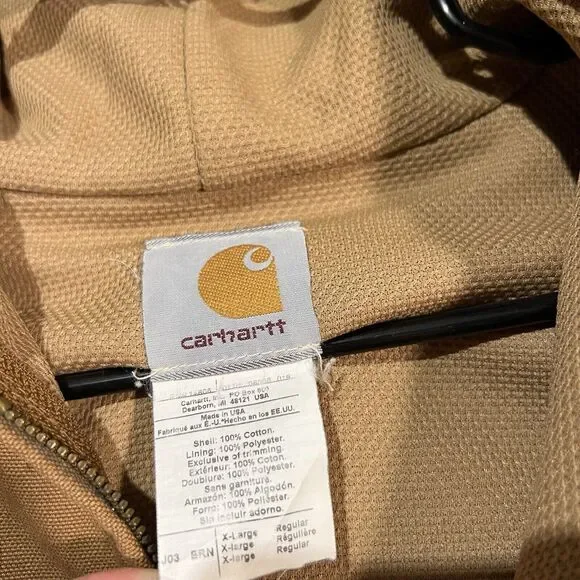 carhartt
Carhartt, Inc. PO Box 600
Dearborn, MI 48121 USA
Made in USA
Fabriqué aux É.-U.*Hecho en los EE.UU.
Shell: 100% Cotton.
Lining: 100% Polyester.
Exclusive of trimming.
Extérieur: 100% Coton.
Doublure: 100% Polyester.
Sans garniture.
Armazón: 100% Algodón.
Forro: 100% Poliéster.
Sin incluir adorno.
J03 BRN X-Large Regular
X-Large Régulière
X-large Regular